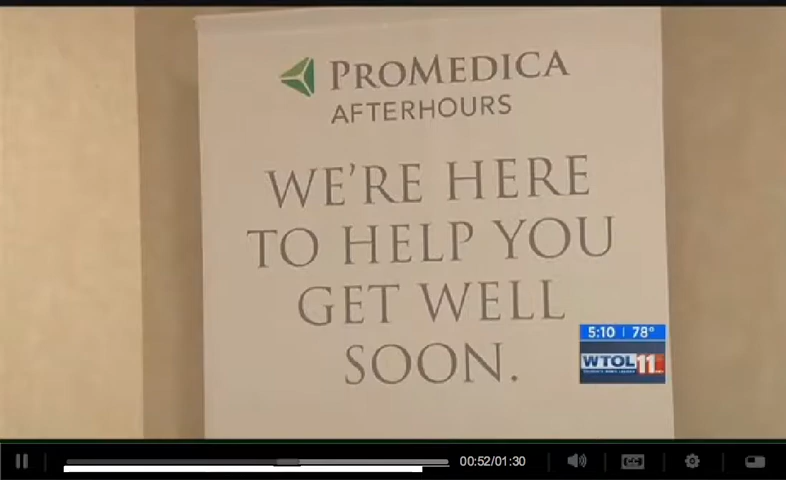 PROMEDICA
AFTERHOURS
WE'RE HERE
TO HELP YOU
GET WELL
SOON.
5:10 | 78°
WTOL 11
00:52/01:30
CC